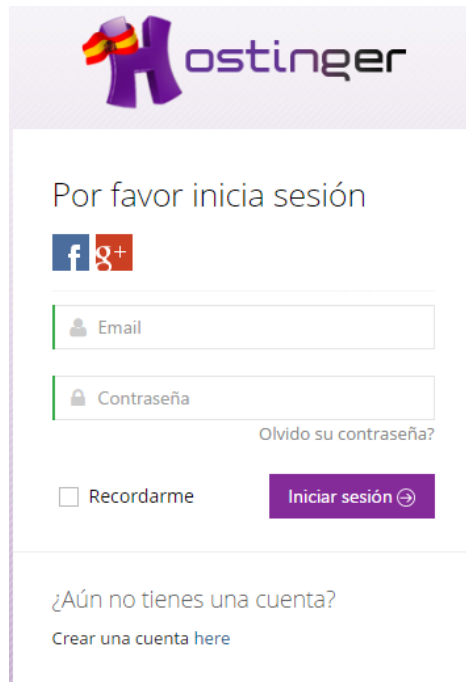 Hostinger
Por favor inicia sesión
f g+
Email
Contraseña
Olvido su contraseña?
Recordarme
Iniciar sesión
¿Aún no tienes una cuenta?
Crear una cuenta here